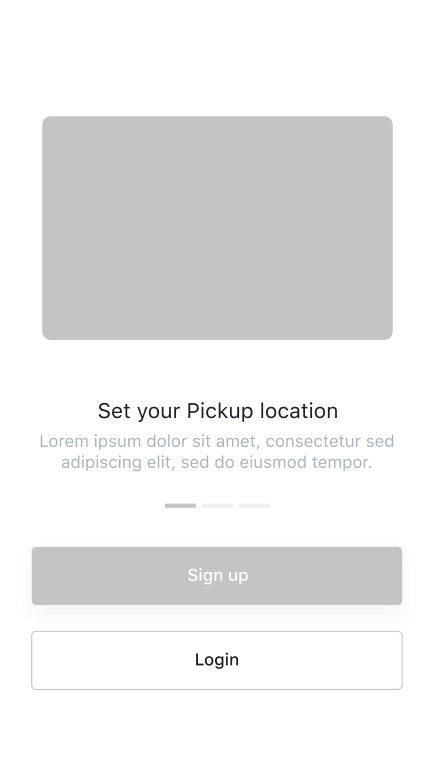 Set your Pickup location
Lorem ipsum dolor sit amet, consectetur sed
adipiscing elit, sed do eiusmod tempor.
Sign up
Login